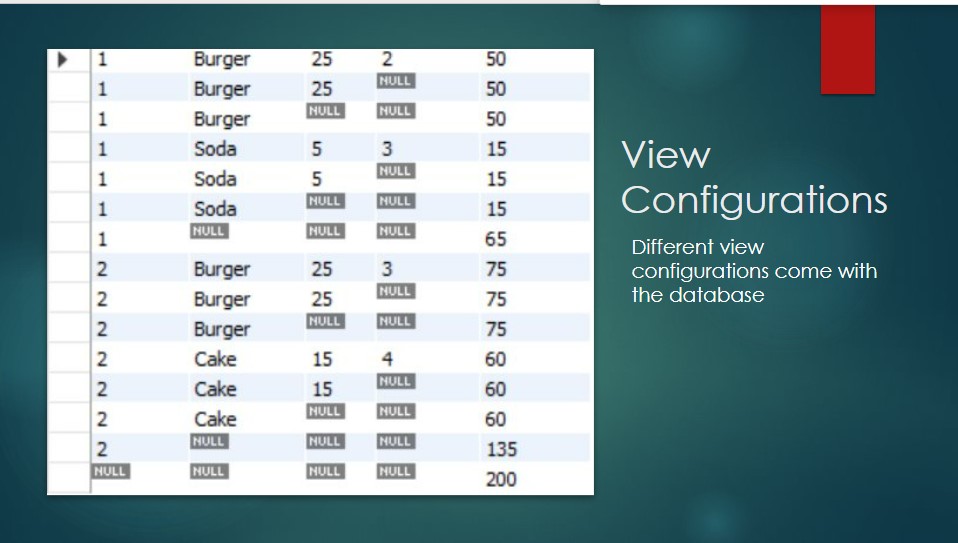 1 Burger 25 2 50
1 Burger 25 NULL 50
1 Burger NULL NULL 50
1 Soda 5 3 15
1 Soda 5 NULL 15
1 Soda NULL NULL 15
1 NULL NULL NULL 65
2 Burger 25 3 75
2 Burger 25 NULL 75
2 Burger NULL NULL 75
2 Cake 15 4 60
2 Cake 15 NULL 60
2 Cake NULL NULL 60
2 NULL NULL NULL 135
NULL NULL NULL NULL 200
View
Configurations
Different view
configurations come with
the database